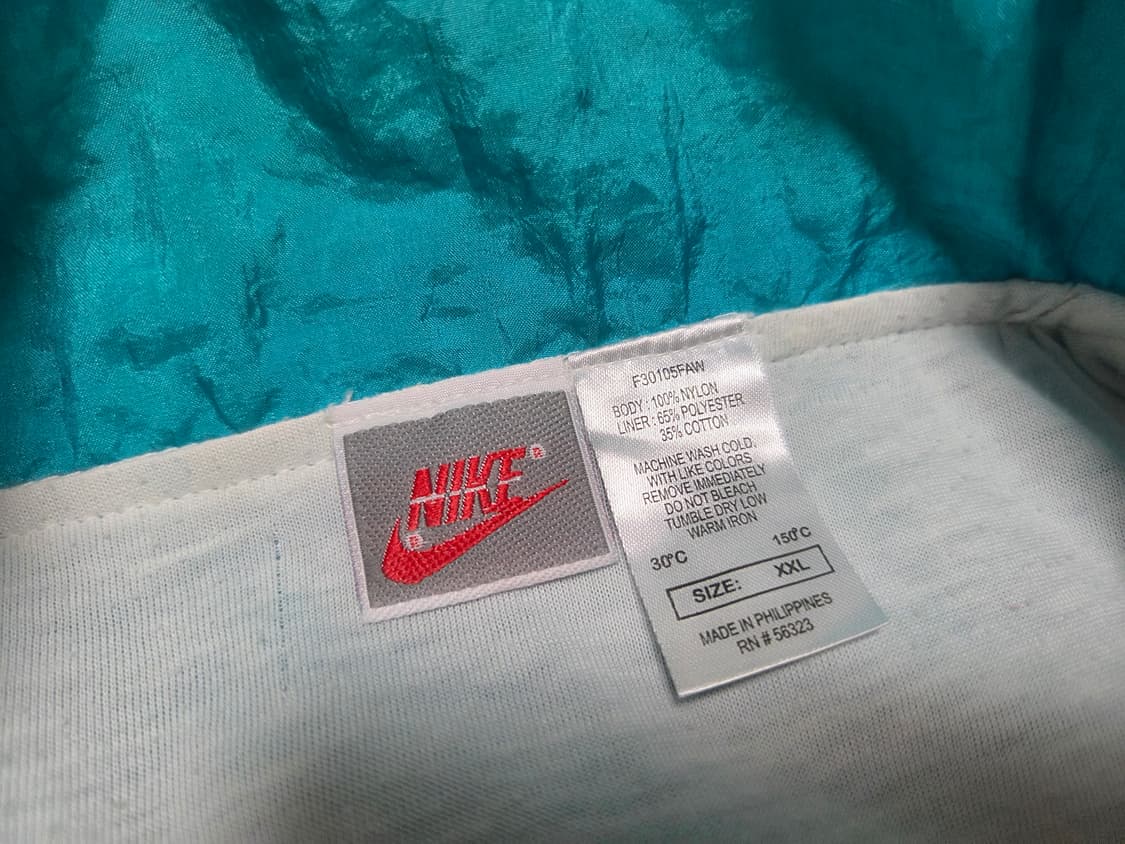 NIKE
F30105FAW
BODY : 100% NYLON
LINER : 65% POLYESTER
35% COTTON
MACHINE WASH COLD.
WITH LIKE COLORS
REMOVE IMMEDIATELY
DO NOT BLEACH
TUMBLE DRY LOW
WARM IRON
30°C 150°C
SIZE: XXL
MADE IN PHILIPPINES
RN # 56323